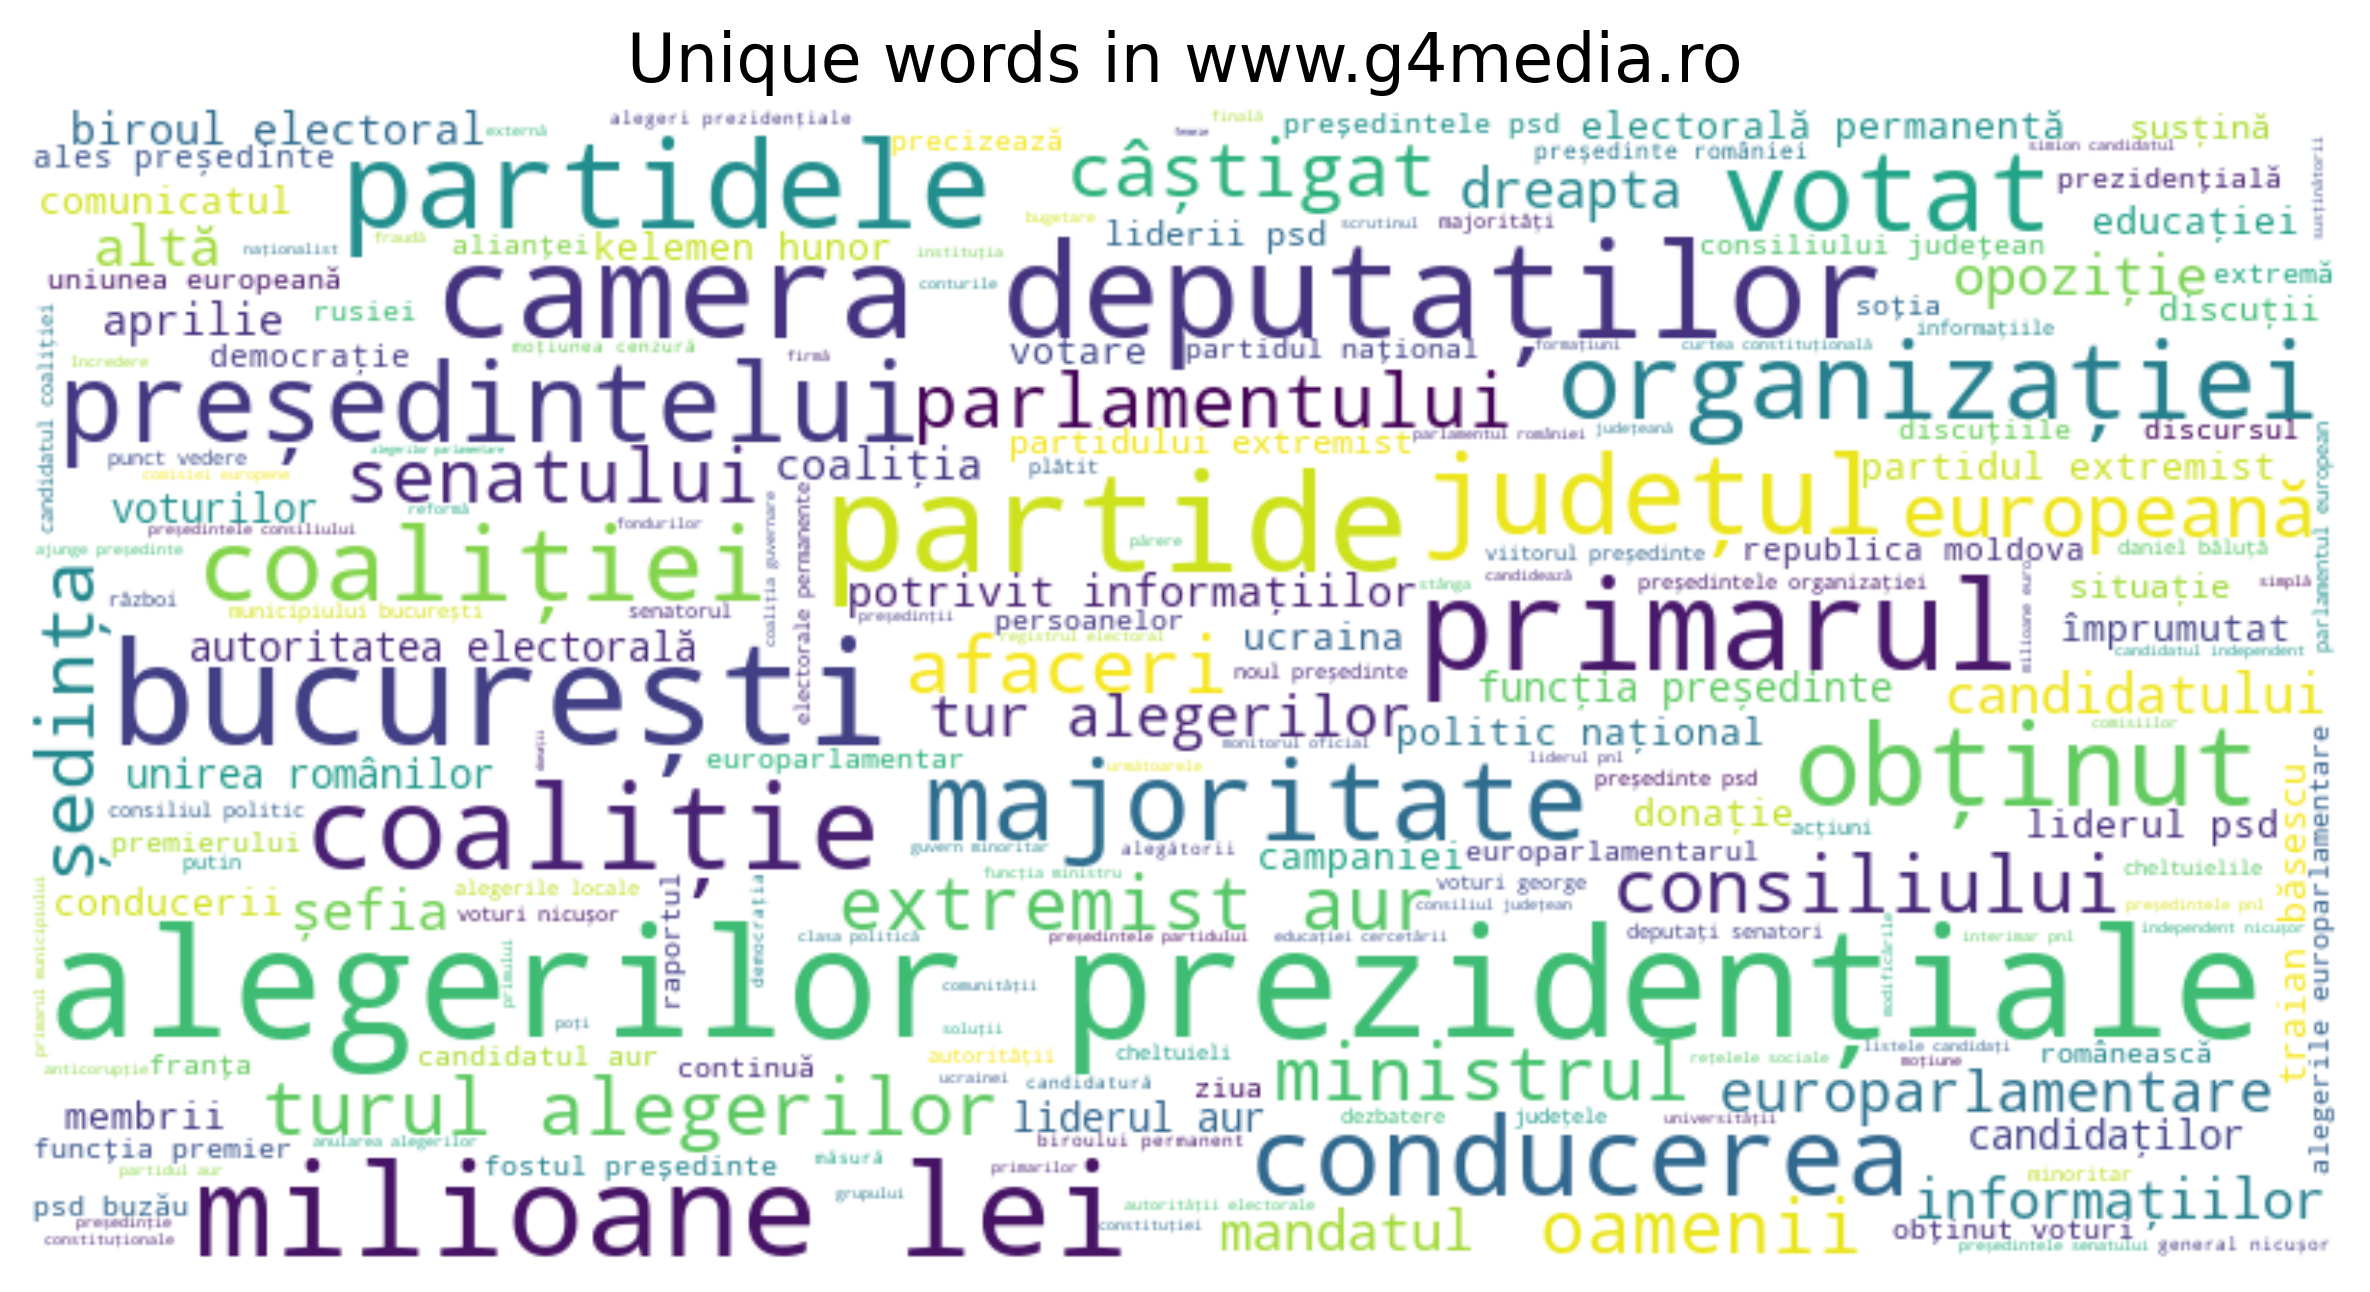 Unique words in www.g4media.ro
biroul electoral
externă
alegeri prezidențiale
finală
președintele psd
electorală permanentă
susțină
ales președinte
partidele
precizează
câștigat
președinte româniei
simion candidatul
susținătorii
comunicatul
dreapta
votat
prezidențială
altă
naționalist
fraudă
alianței
kelemen hunor
instituția
bugetare
liderii psd
scrutinul
majorități
consiliului județean
educației
uniunea europeană
camera deputaților
conturile
opoziție
extremă
aprilie
rusiei
soția
discuții
candidatul coaliției
încredere
democrație
moțiunea cenzură
firmă
votare
partidul național
formațiuni
curtea constituțională
informațiile
președintelui
parlamentului
organizației
punct vedere
alegerilor parlamentare
partidului extremist
parlamentul româniei
județeană
discuțiile
discursul
comisiei europene
senatului
coaliția
plătit
județul
partidul extremist
parlamentul european
voturilor
reformă
fondurilor
partide
europeană
președintele consiliului
ajunge președinte
coaliției
coaliția guvernare
electorale permanente
părere
viitorul președinte
republica moldova
daniel băluță
ședința
război
municipiului bucurești
senatorul
potrivit informațiilor
stânga
candidează
președintele organizației
milioane euro
situație
simplă
președinții
persoanelor
primarul
autoritatea electorală
registrul electoral
ucraina
împrumutat
candidatul independent
bucurești
afaceri
noul președinte
funcția președinte
candidatului
tur alegerilor
monitorul oficial
politic național
comisiilor
unirea românilor
donații
europarlamentar
următoarele
liderul pnl
președinte psd
obținut
traian băsescu
alegerile europarlamentare
consiliul politic
coaliție
majoritate
donație
acțiuni
liderul psd
premierului
putin
guvern minoritar
alegătorii
campaniei
europarlamentarul
cheltuielile
primarul municipiului
conducerii
șefia
alegerile locale
voturi nicușor
raportul
democrația
funcția ministru
extremist aur
voturi george
consiliul județean
consiliului
președintele pnl
alegerilor prezidențiale
primului
clasa politică
președintele partidului
educației cercetării
deputați senatori
modificările
interimar pnl
independent nicușor
comunității
poți
soluții
anticorupție
franța
candidatul aur
continuă
autorității
cheltuieli
ministrul
rețelele sociale
listele candidați
moțiune
românească
ucrainei
candidatură
ziua
europarlamentare
membrii
turul alegerilor
liderul aur
dezbatere
județele
universității
funcția premier
anularea alegerilor
biroului permanent
conducerea
candidaților
partidul aur
fostul președinte
măsură
primarilor
minoritar
psd buzău
milioane lei
grupului
autorității electorale
informațiilor
președinție
constituționale
constituției
mandatul
oamenii
obținut voturi
președintele senatului
general nicușor